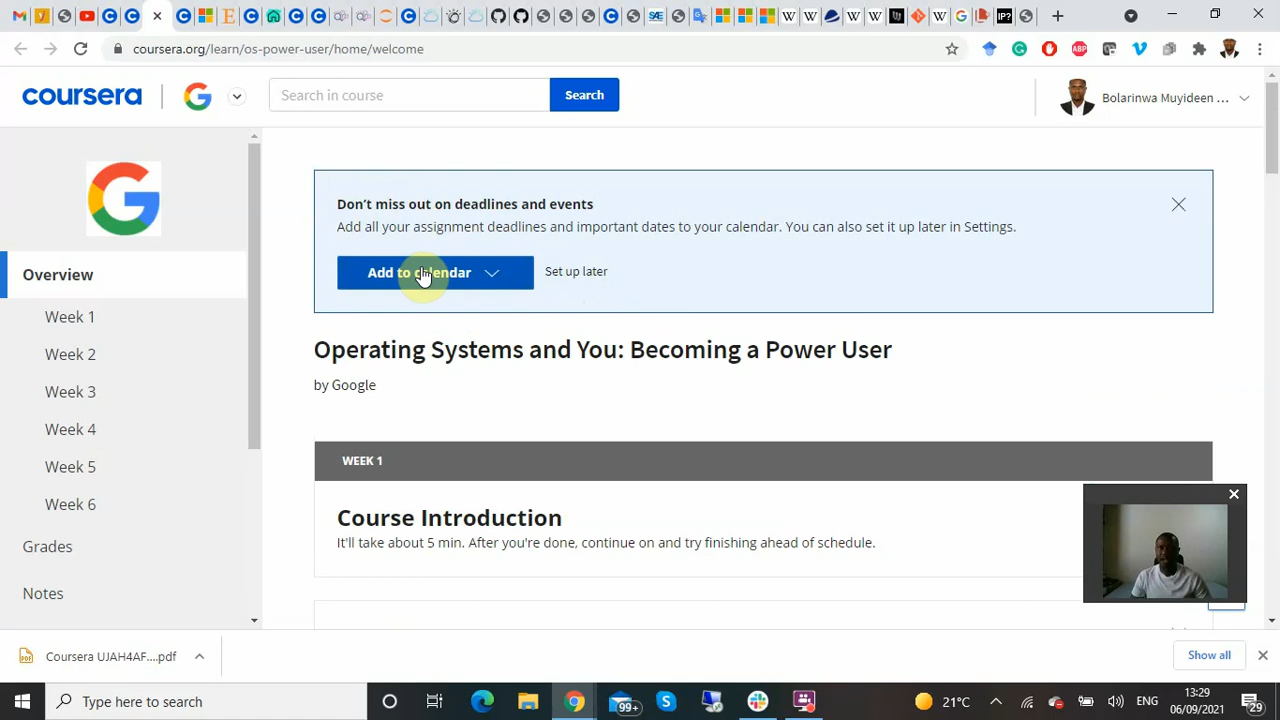 coursera.org/learn/os-power-user/home/welcome
coursera
Search in course
Search
Bolarinwa Muyideen ...
Don't miss out on deadlines and events
Add all your assignment deadlines and important dates to your calendar. You can also set it up later in Settings.
Add to calendar
Set up later
Overview
Week 1
Week 2
Week 3
Week 4
Week 5
Week 6
Grades
Notes
Operating Systems and You: Becoming a Power User
by Google
WEEK 1
Course Introduction
It'll take about 5 min. After you're done, continue on and try finishing ahead of schedule.
Coursera UJAH4AF....pdf
Show all
Type here to search
99+
21°C
ENG
13:29
06/09/2021
29
ABP
IP?